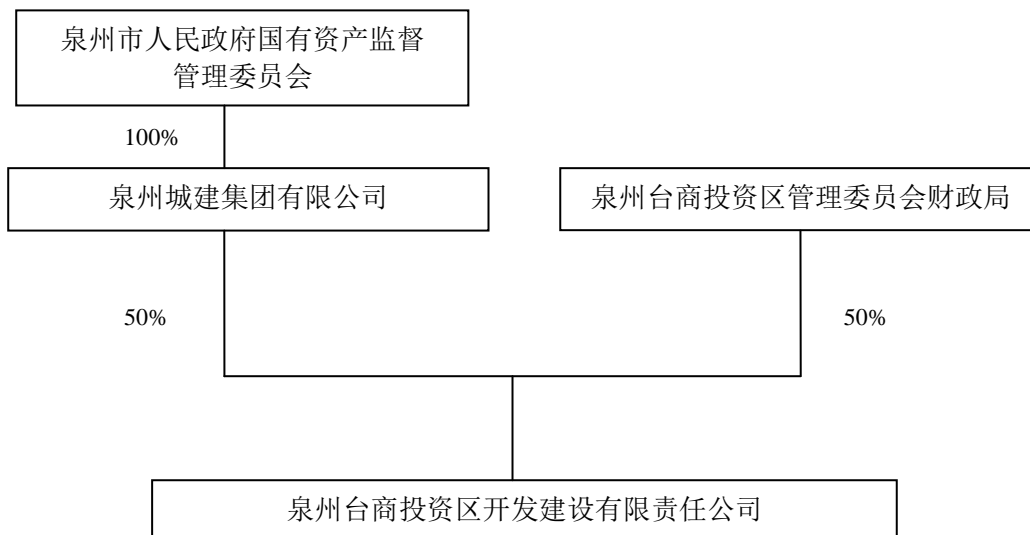 泉州市人民政府国有资产监督
管理委员会
100%
泉州城建集团有限公司
泉州台商投资区管理委员会财政局
50%
50%
泉州台商投资区开发建设有限责任公司